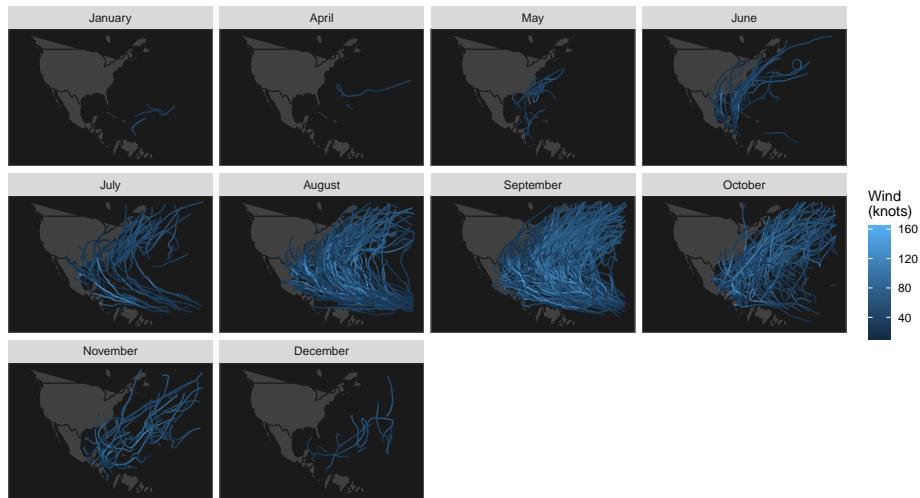 January
April
May
June
July
August
September
October
November
December
Wind
(knots)
160
120
80
40